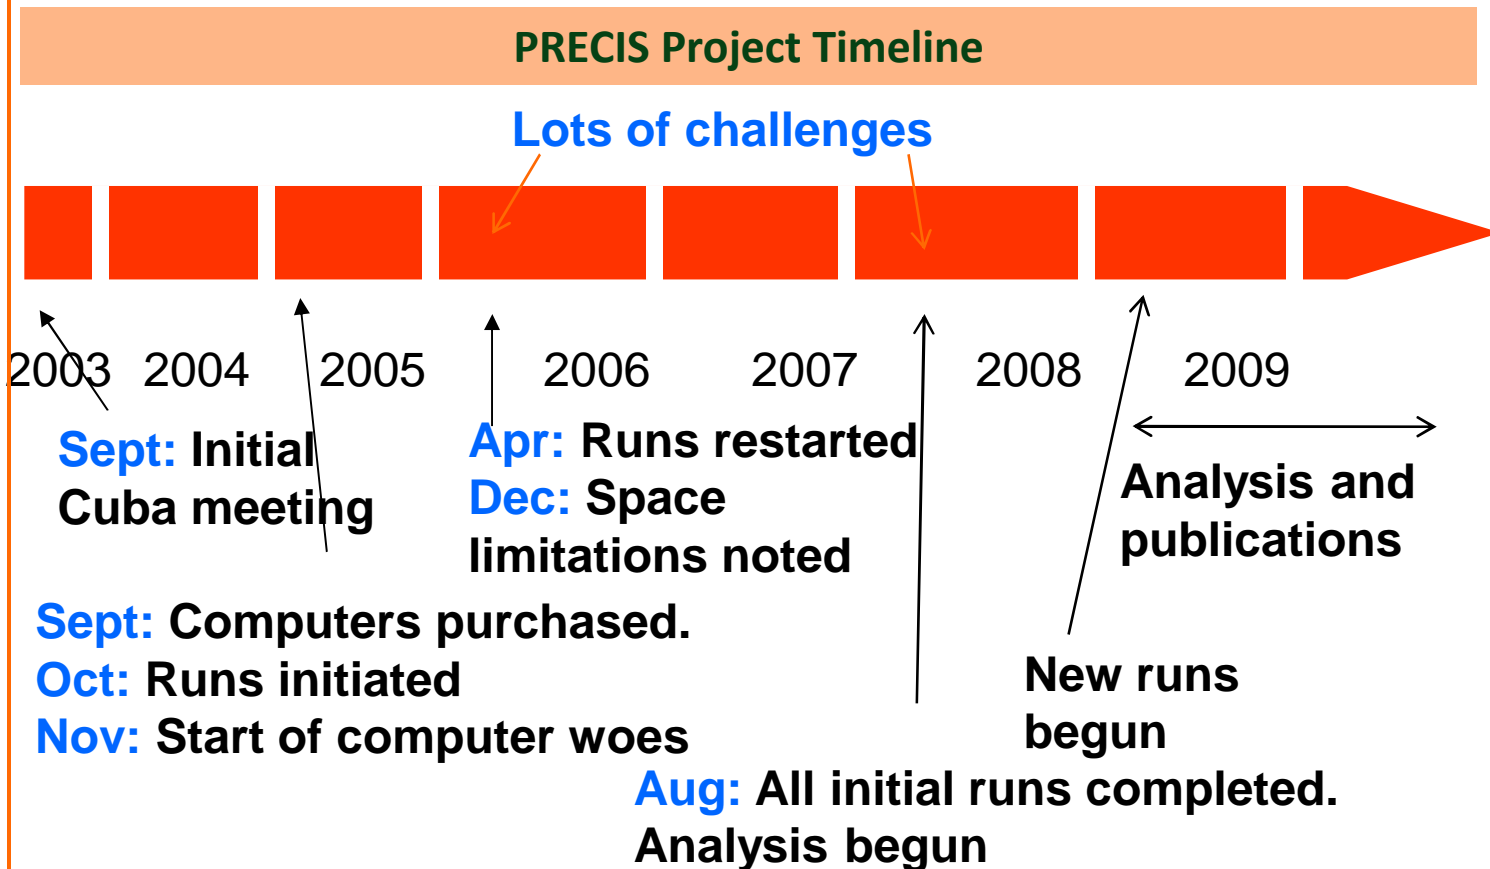 PRECIS Project Timeline
Lots of challenges
2003 2004 2005 2006 2007 2008 2009
Sept: Initial
Cuba meeting
Apr: Runs restarted
Dec: Space
limitations noted
Analysis and
publications
Sept: Computers purchased.
Oct: Runs initiated
Nov: Start of computer woes
New runs
begun
Aug: All initial runs completed.
Analysis begun